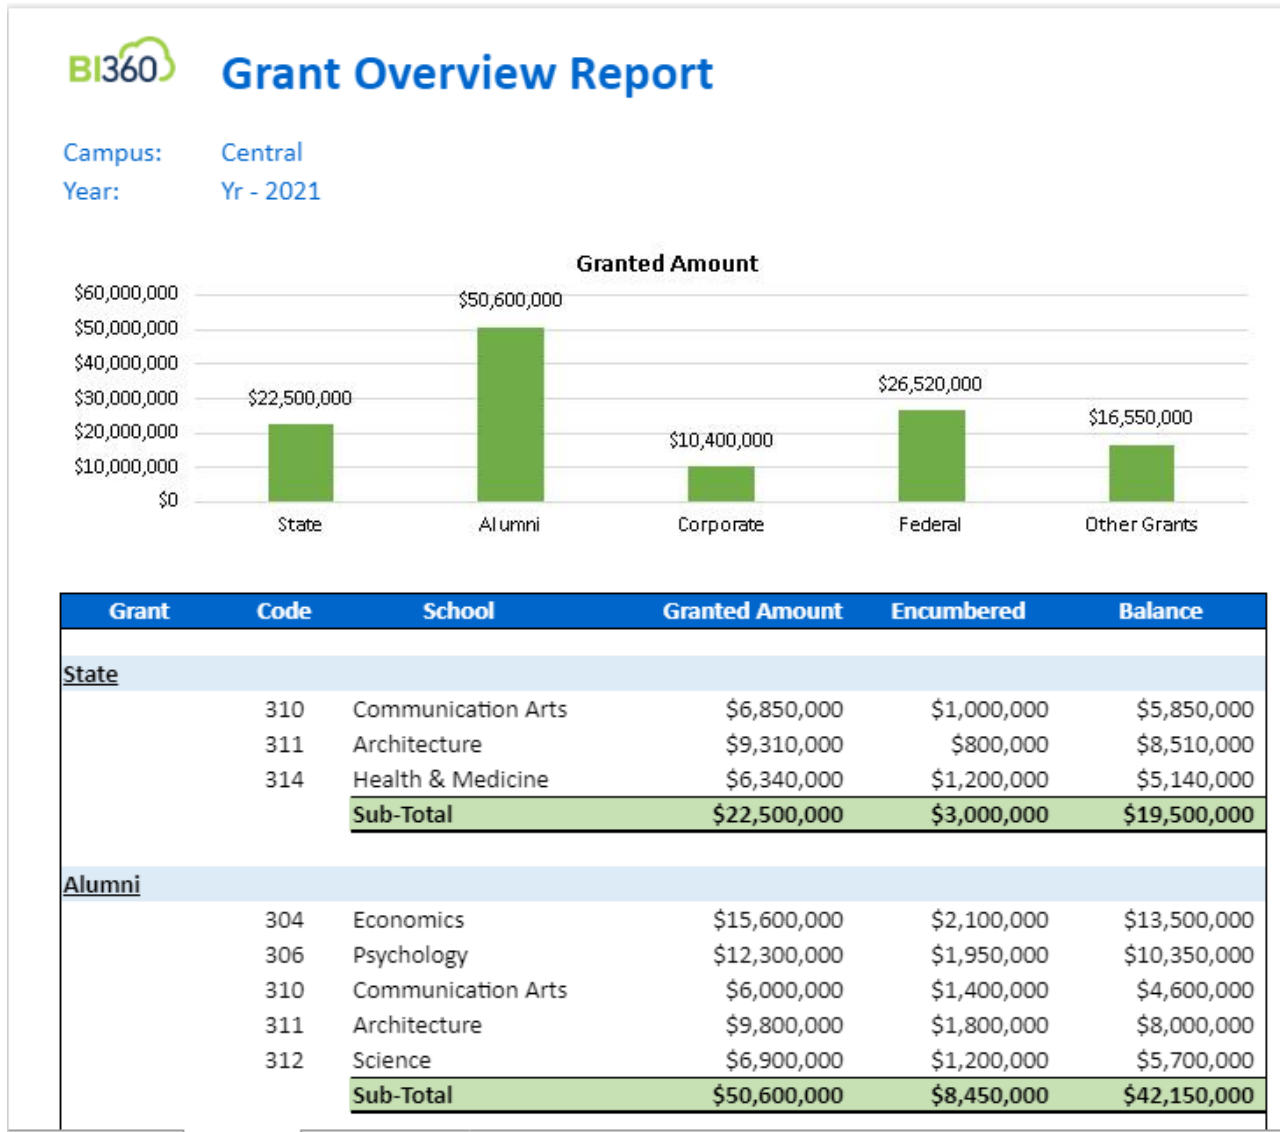 BI360 Grant Overview Report
Campus: Central
Year: Yr - 2021
Granted Amount
$60,000,000
$50,000,000
$40,000,000
$30,000,000
$20,000,000
$10,000,000
$0
$22,500,000
$50,600,000
$10,400,000
$26,520,000
$16,550,000
State Alumni Corporate Federal Other Grants
Grant Code School Granted Amount Encumbered Balance
State
310 Communication Arts $6,850,000 $1,000,000 $5,850,000
311 Architecture $9,310,000 $800,000 $8,510,000
314 Health & Medicine $6,340,000 $1,200,000 $5,140,000
Sub-Total $22,500,000 $3,000,000 $19,500,000
Alumni
304 Economics $15,600,000 $2,100,000 $13,500,000
306 Psychology $12,300,000 $1,950,000 $10,350,000
310 Communication Arts $6,000,000 $1,400,000 $4,600,000
311 Architecture $9,800,000 $1,800,000 $8,000,000
312 Science $6,900,000 $1,200,000 $5,700,000
Sub-Total $50,600,000 $8,450,000 $42,150,000